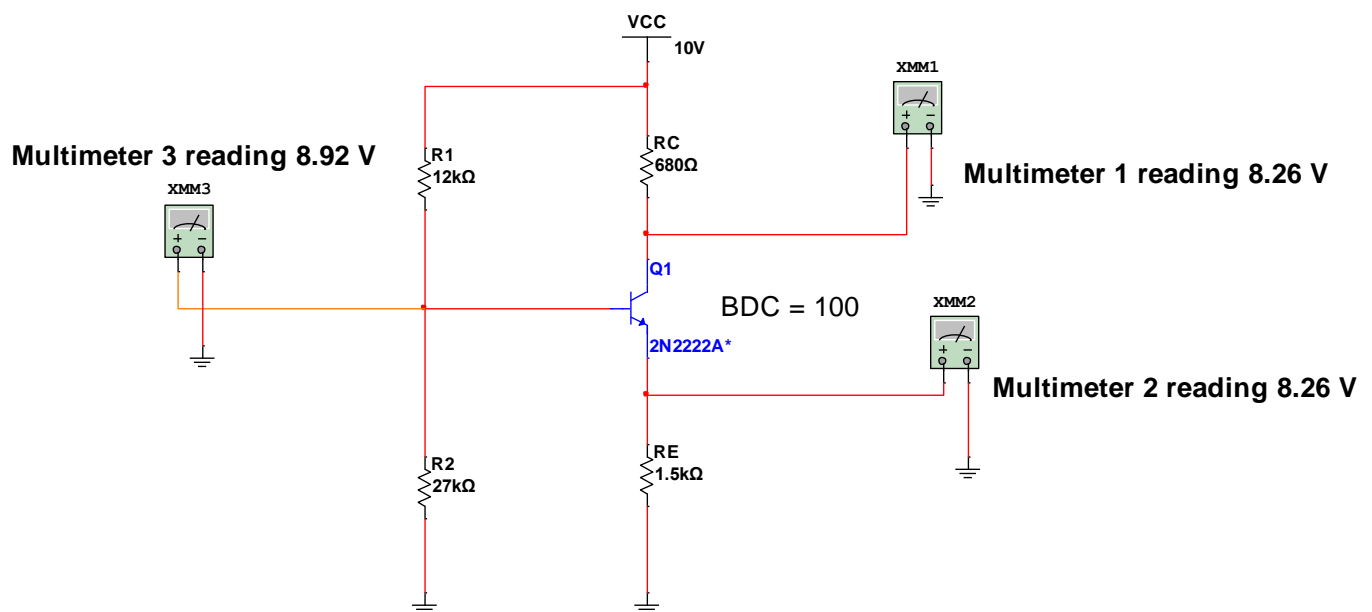 VCC
10V
XMM1
+ −
Multimeter 1 reading 8.26 V
RC
680Ω
Multimeter 3 reading 8.92 V
XMM3
+ −
R1
12kΩ
Q1
BDC = 100
2N2222A*
XMM2
+ −
Multimeter 2 reading 8.26 V
R2
27kΩ
RE
1.5kΩ